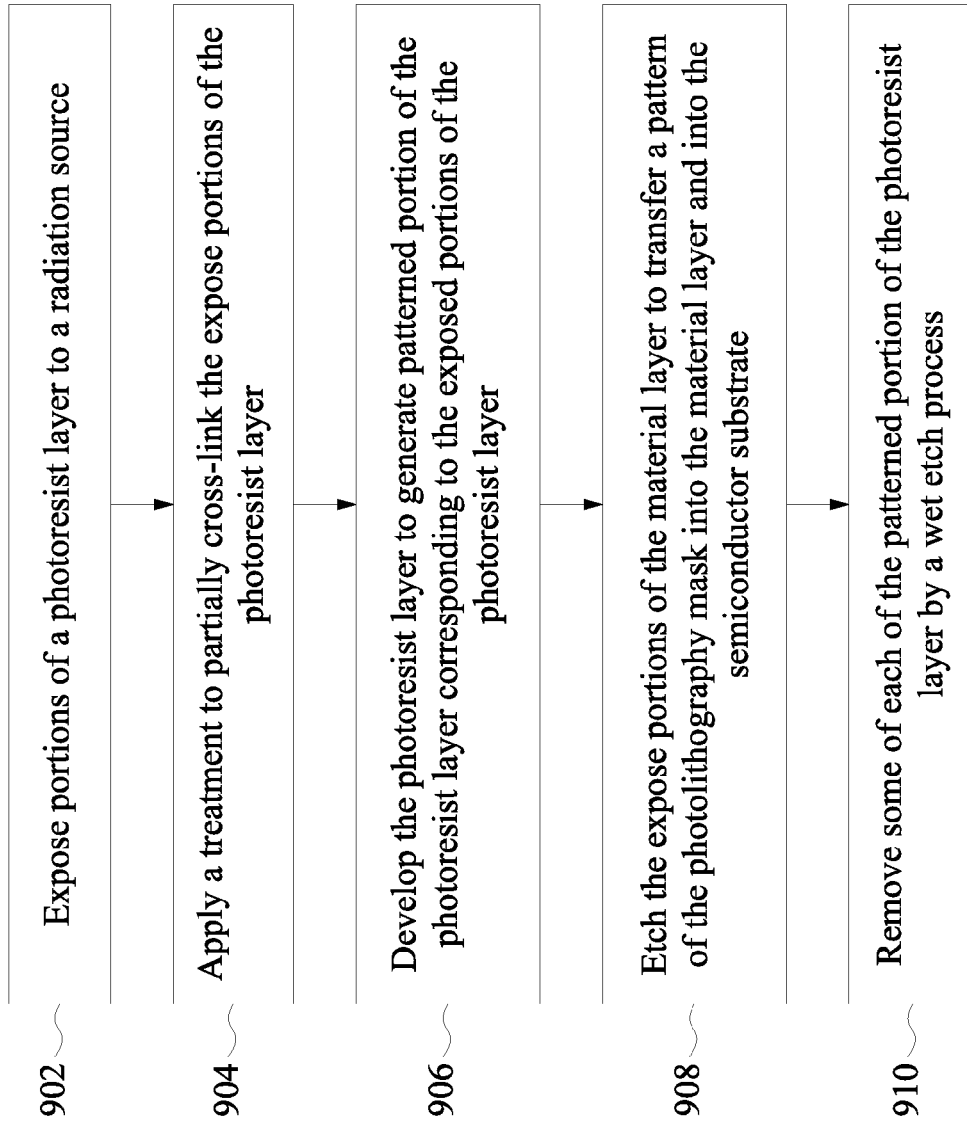 902
Expose portions of a photoresist layer to a radiation source
904
Apply a treatment to partially cross-link the expose portions of the
photoresist layer
906
Develop the photoresist layer to generate patterned portion of the
photoresist layer corresponding to the exposed portions of the
photoresist layer
908
Etch the expose portions of the material layer to transfer a pattern
of the photolithography mask into the material layer and into the
semiconductor substrate
910
Remove some of each of the patterned portion of the photoresist
layer by a wet etch process